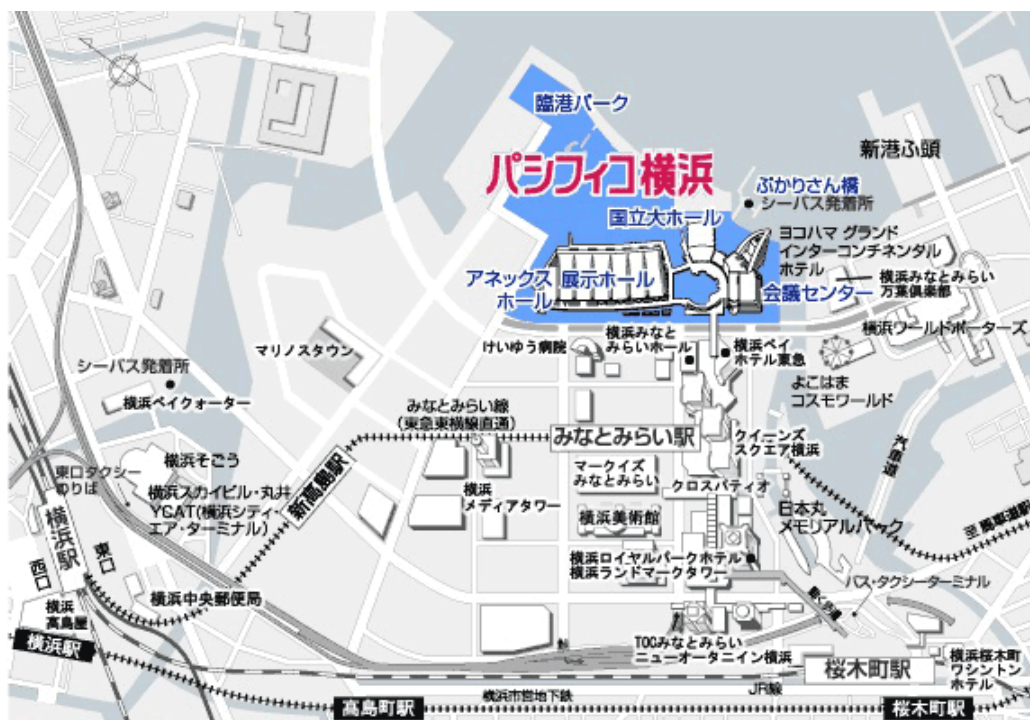 臨港パーク
新港ふ頭
パシフィコ横浜
ぷかりさん橋
シーバス発着所
国立大ホール
ヨコハマ グランド
インターコンチネンタル
ホテル
アネックス
ホール
展示ホール
会議センター
横浜みなとみらい
万葉倶楽部
横浜ワールドポーターズ
マリノスタウン
けいゆう病院
横浜みなと
みらいホール
横浜ベイ
ホテル東急
よこはま
コスモワールド
シーバス発着所
横浜ベイクォーター
みなとみらい線
(東急東横線直通)
みなとみらい駅
クイーンズ
スクエア横浜
汽車道
東口タクシー
のりば
横浜そごう
横浜スカイビル・丸井
YCAT(横浜シティ・
エア・ターミナル)
新高島駅
横浜
メディアタワー
マークイズ
みなとみらい
クロスパティオ
横浜美術館
日本丸
メモリアルパーク
至馬車道駅
横浜駅
西口
東口
横浜ロイヤルパークホテル
横浜ランドマークタワー
バス・タクシーターミナル
動く歩道
横浜中央郵便局
横浜
高島屋
横浜駅
TOCみなとみらい
ニューオータニイン横浜
桜木町駅
横浜桜木町
ワシントン
ホテル
横浜市営地下鉄
JR線
高島町駅
桜木町駅